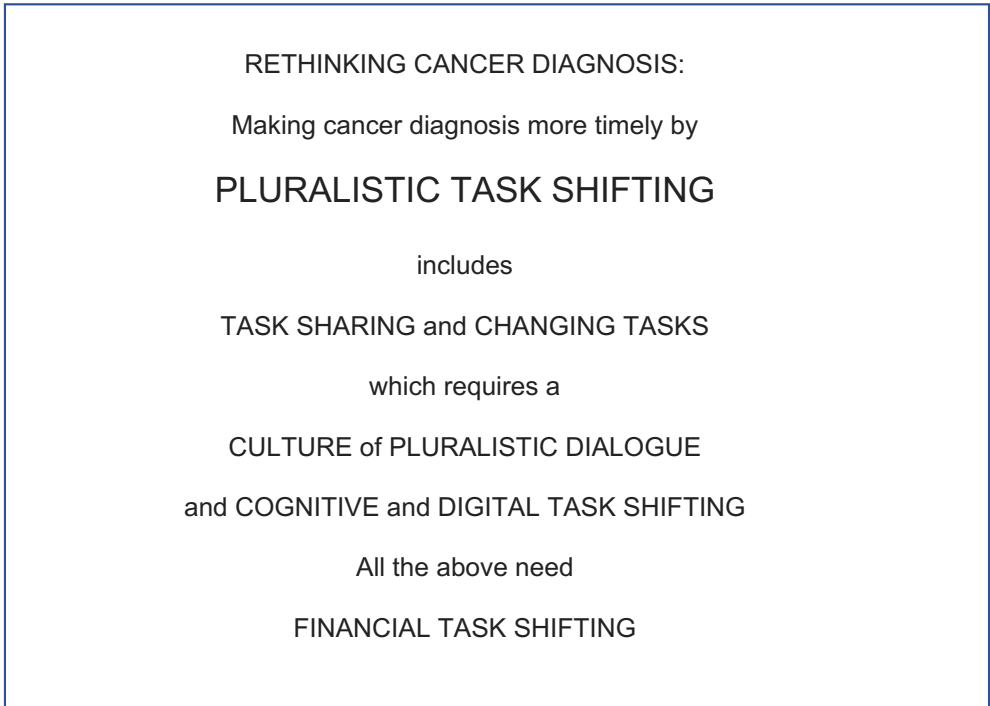 RETHINKING CANCER DIAGNOSIS:
Making cancer diagnosis more timely by
PLURALISTIC TASK SHIFTING
includes
TASK SHARING and CHANGING TASKS
which requires a
CULTURE of PLURALISTIC DIALOGUE
and COGNITIVE and DIGITAL TASK SHIFTING
All the above need
FINANCIAL TASK SHIFTING